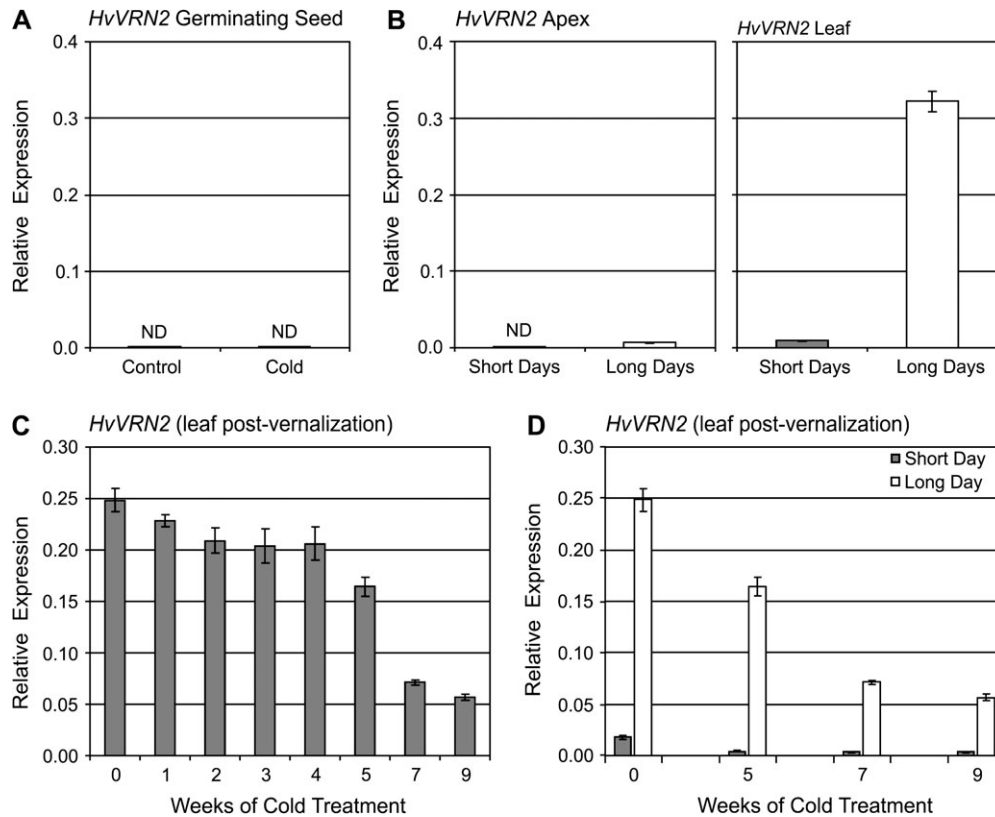 A
HvVRN2 Germinating Seed
0.4
0.3
0.2
0.1
0.0
Relative Expression
ND
ND
Control
Cold
B
HvVRN2 Apex
0.4
0.3
0.2
0.1
0.0
Relative Expression
ND
Short Days
Long Days
HvVRN2 Leaf
Short Days
Long Days
C
HvVRN2 (leaf post-vernalization)
0.30
0.25
0.20
0.15
0.10
0.05
0.00
Relative Expression
0 1 2 3 4 5 7 9
Weeks of Cold Treatment
D
HvVRN2 (leaf post-vernalization)
Short Day
Long Day
0.30
0.25
0.20
0.15
0.10
0.05
0.00
Relative Expression
0 5 7 9
Weeks of Cold Treatment